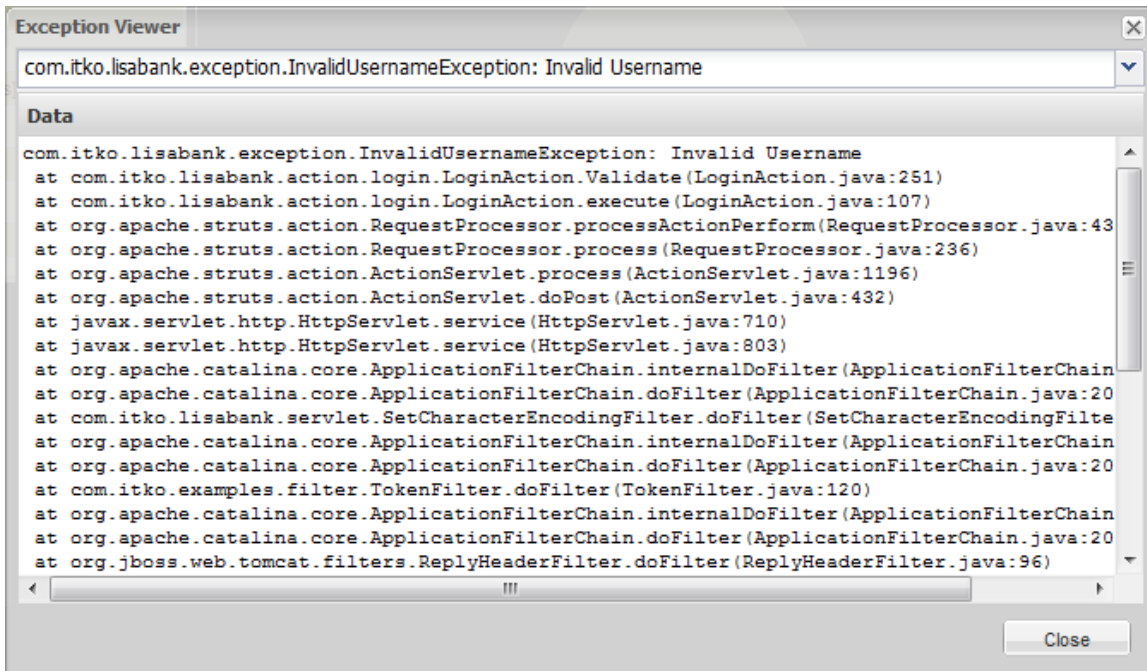 Exception Viewer
com.itko.lisabank.exception.InvalidUsernameException: Invalid Username
Data
com.itko.lisabank.exception.InvalidUsernameException: Invalid Username
at com.itko.lisabank.action.login.LoginAction.Validate(LoginAction.java:251)
at com.itko.lisabank.action.login.LoginAction.execute(LoginAction.java:107)
at org.apache.struts.action.RequestProcessor.processActionPerform(RequestProcessor.java:43
at org.apache.struts.action.RequestProcessor.process(RequestProcessor.java:236)
at org.apache.struts.action.ActionServlet.process(ActionServlet.java:1196)
at org.apache.struts.action.ActionServlet.doPost(ActionServlet.java:432)
at javax.servlet.http.HttpServlet.service(HttpServlet.java:710)
at javax.servlet.http.HttpServlet.service(HttpServlet.java:803)
at org.apache.catalina.core.ApplicationFilterChain.internalDoFilter(ApplicationFilterChain
at org.apache.catalina.core.ApplicationFilterChain.doFilter(ApplicationFilterChain.java:20
at com.itko.lisabank.servlet.SetCharacterEncodingFilter.doFilter(SetCharacterEncodingFilte
at org.apache.catalina.core.ApplicationFilterChain.internalDoFilter(ApplicationFilterChain
at org.apache.catalina.core.ApplicationFilterChain.doFilter(ApplicationFilterChain.java:20
at com.itko.examples.filter.TokenFilter.doFilter(TokenFilter.java:120)
at org.apache.catalina.core.ApplicationFilterChain.internalDoFilter(ApplicationFilterChain
at org.apache.catalina.core.ApplicationFilterChain.doFilter(ApplicationFilterChain.java:20
at org.jboss.web.tomcat.filters.ReplyHeaderFilter.doFilter(ReplyHeaderFilter.java:96)
Close